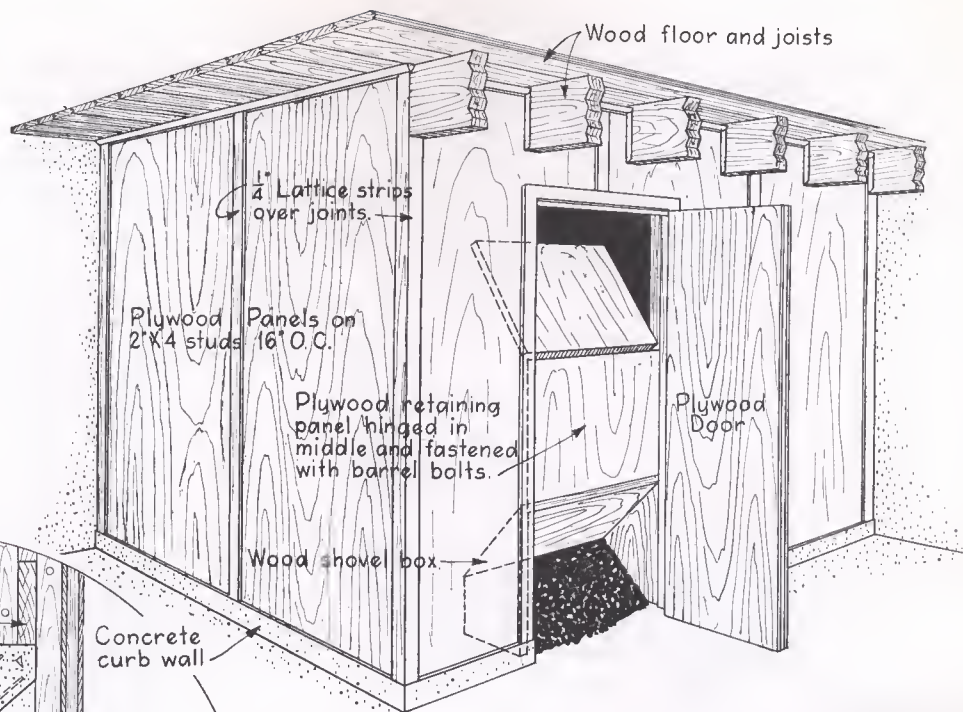 Wood floor and joists
1/4" Lattice strips
over joints.
Plywood Panels on
2"X4 studs 16" O.C.
Plywood retaining
panel hinged in
middle and fastened
with barrel bolts.
Plywood
Door
Wood shovel box
Concrete
curb wall